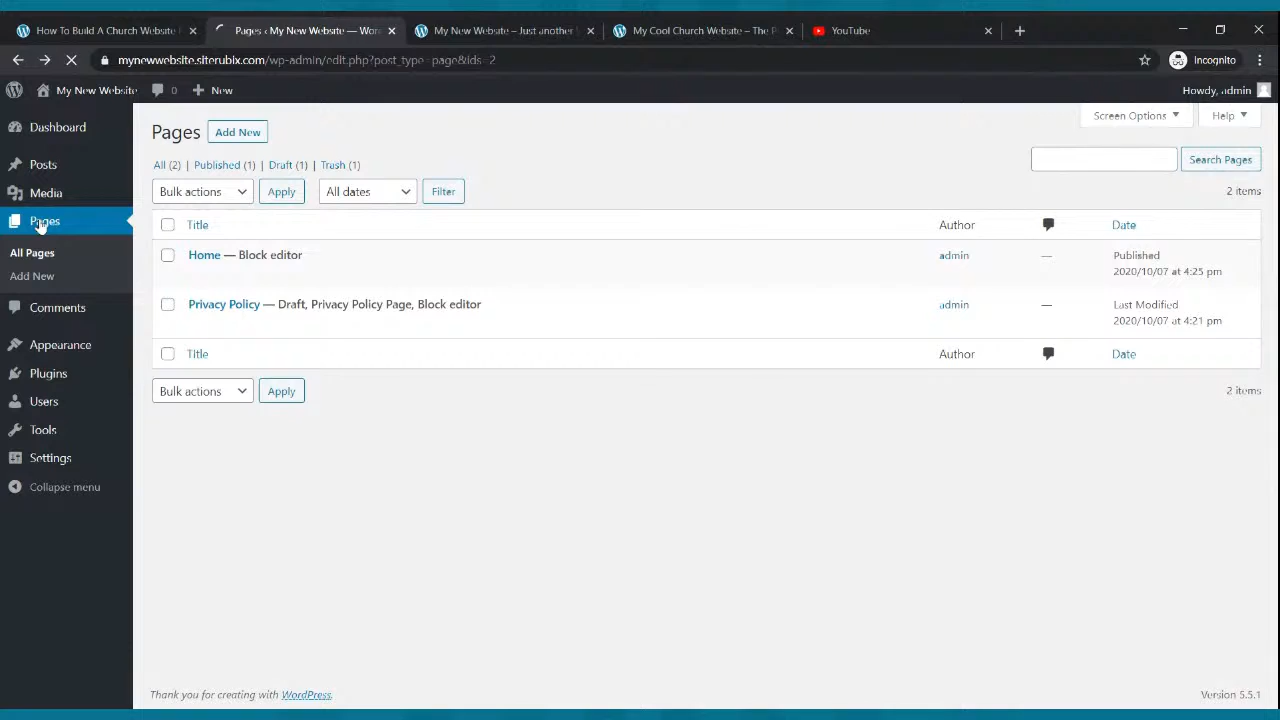 How To Build A Church Website
Pages ‹ My New Website — Wor
My New Website – Just another
My Cool Church Website – The P
YouTube
mynewwebsite.siterubix.com/wp-admin/edit.php?post_type=page&ids=2
Incognito
My New Website
0
New
Howdy, admin
Dashboard
Posts
Media
Pages
All Pages
Add New
Comments
Appearance
Plugins
Users
Tools
Settings
Collapse menu
Screen Options
Help
Pages
Add New
All (2) | Published (1) | Draft (1) | Trash (1)
Search Pages
Bulk actions
Apply
All dates
Filter
2 items
Title
Author
Date
Home — Block editor
admin
—
Published
2020/10/07 at 4:25 pm
Privacy Policy — Draft, Privacy Policy Page, Block editor
admin
—
Last Modified
2020/10/07 at 4:21 pm
Title
Author
Date
Bulk actions
Apply
2 items
Thank you for creating with WordPress.
Version 5.5.1